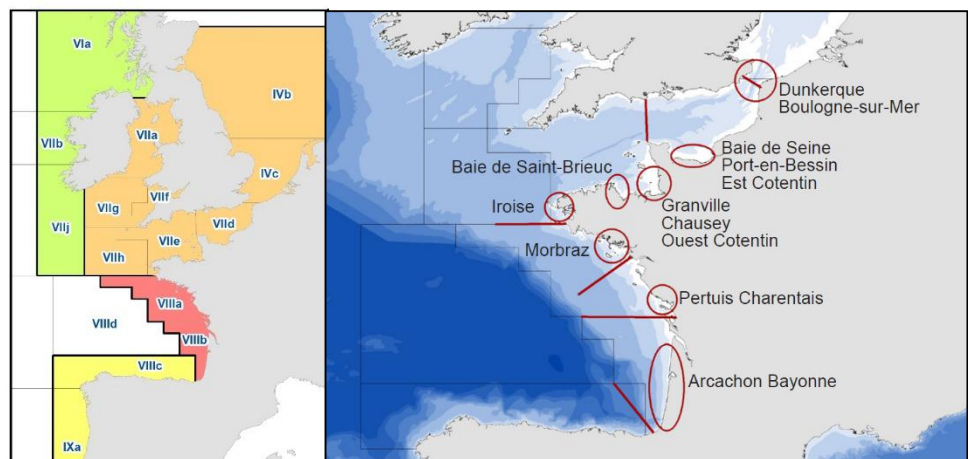 VIa
IVb
VIIb
VIIa
IVc
VIIg
VIIf
VIIj
VIId
VIIe
VIIh
VIIIa
VIIId
VIIIb
VIIIc
IXa
Dunkerque
Boulogne-sur-Mer
Baie de Seine
Port-en-Bessin
Est Cotentin
Baie de Saint-Brieuc
Iroise
Granville
Chausey
Ouest Cotentin
Morbraz
Pertuis Charentais
Arcachon Bayonne